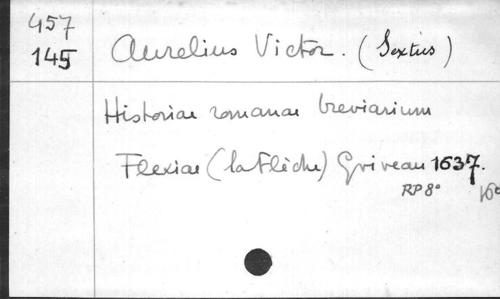 457
145
Aurelius Victor. (Sextus)
Historiae romanae breviarium
Flexiae (la Flèche) Griveau 1637.
RP 8°